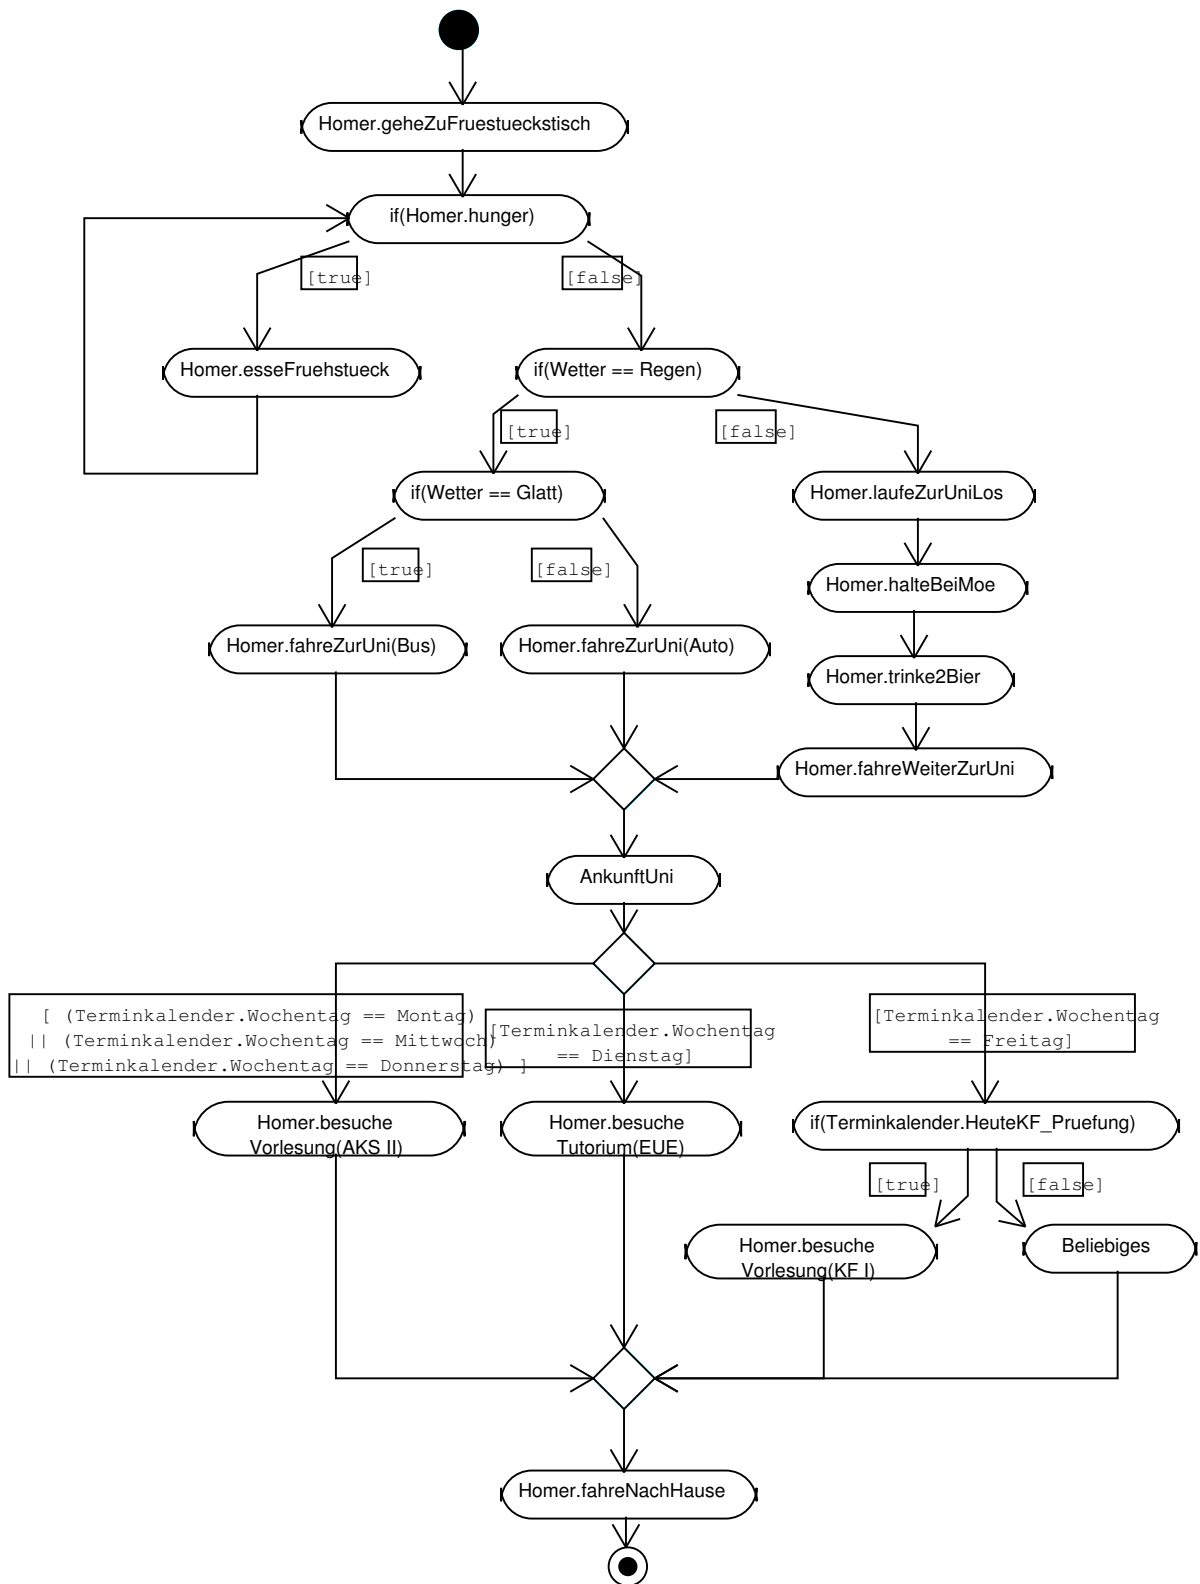 Homer.geheZuFruestueckstisch
if(Homer.hunger)
[true]
[false]
Homer.esseFruehstueck
if(Wetter == Regen)
[true]
[false]
if(Wetter == Glatt)
Homer.laufeZurUniLos
[true]
[false]
Homer.halteBeiMoe
Homer.fahreZurUni(Bus)
Homer.fahreZurUni(Auto)
Homer.trinke2Bier
Homer.fahreWeiterZurUni
AnkunftUni
[ (Terminkalender.Wochentag == Montag)
|| (Terminkalender.Wochentag == Mittwoch)
|| (Terminkalender.Wochentag == Donnerstag) ]
[Terminkalender.Wochentag
== Dienstag]
[Terminkalender.Wochentag
== Freitag]
Homer.besuche
Vorlesung(AKS II)
Homer.besuche
Tutorium(EUE)
if(Terminkalender.HeuteKF_Pruefung)
[true]
[false]
Homer.besuche
Vorlesung(KF I)
Beliebiges
Homer.fahreNachHause